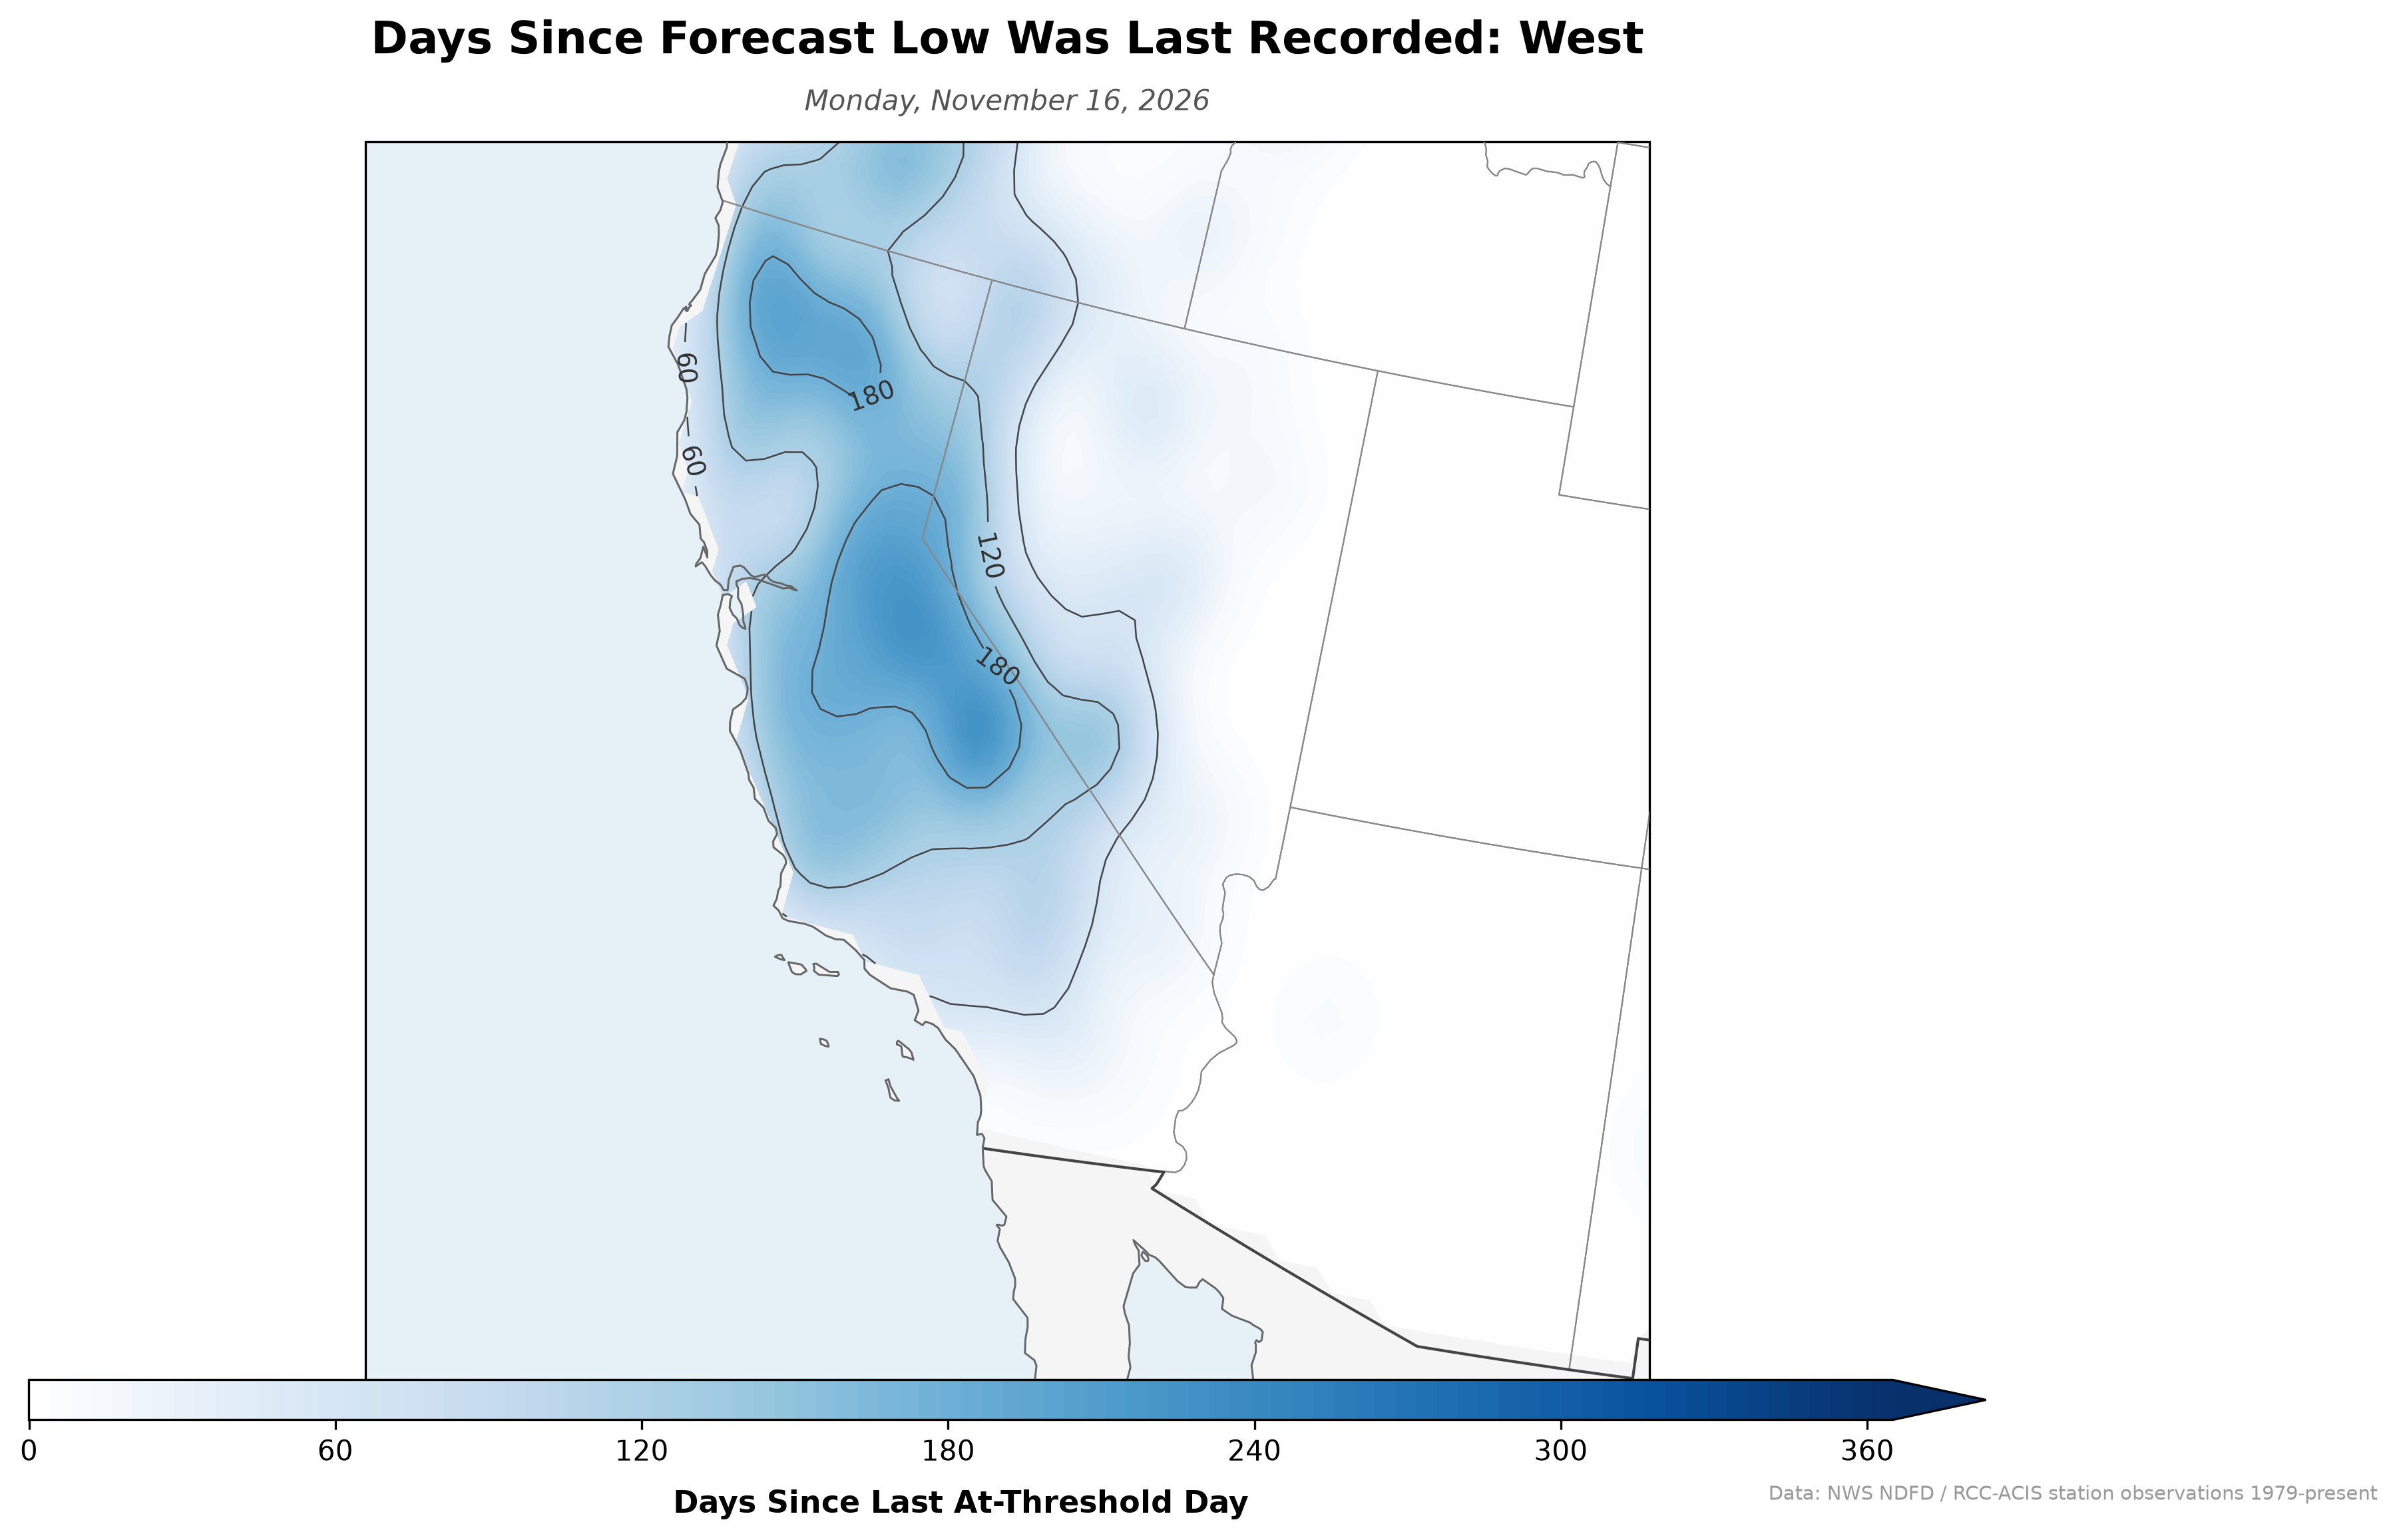 Days Since Forecast Low Was Last Recorded: West
Monday, November 16, 2026
60
180
60
120
180
0 60 120 180 240 300 360
Days Since Last At-Threshold Day
Data: NWS NDFD / RCC-ACIS station observations 1979-present